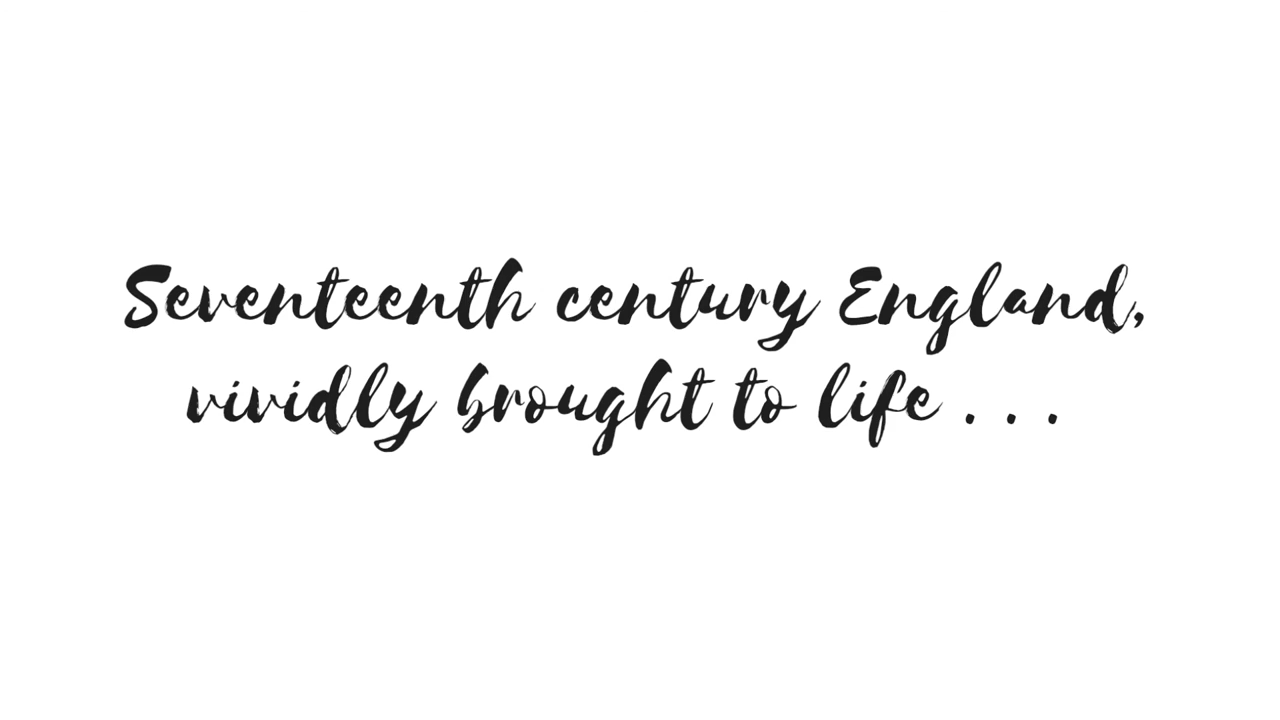 Seventeenth century England,
vividly brought to life . . .